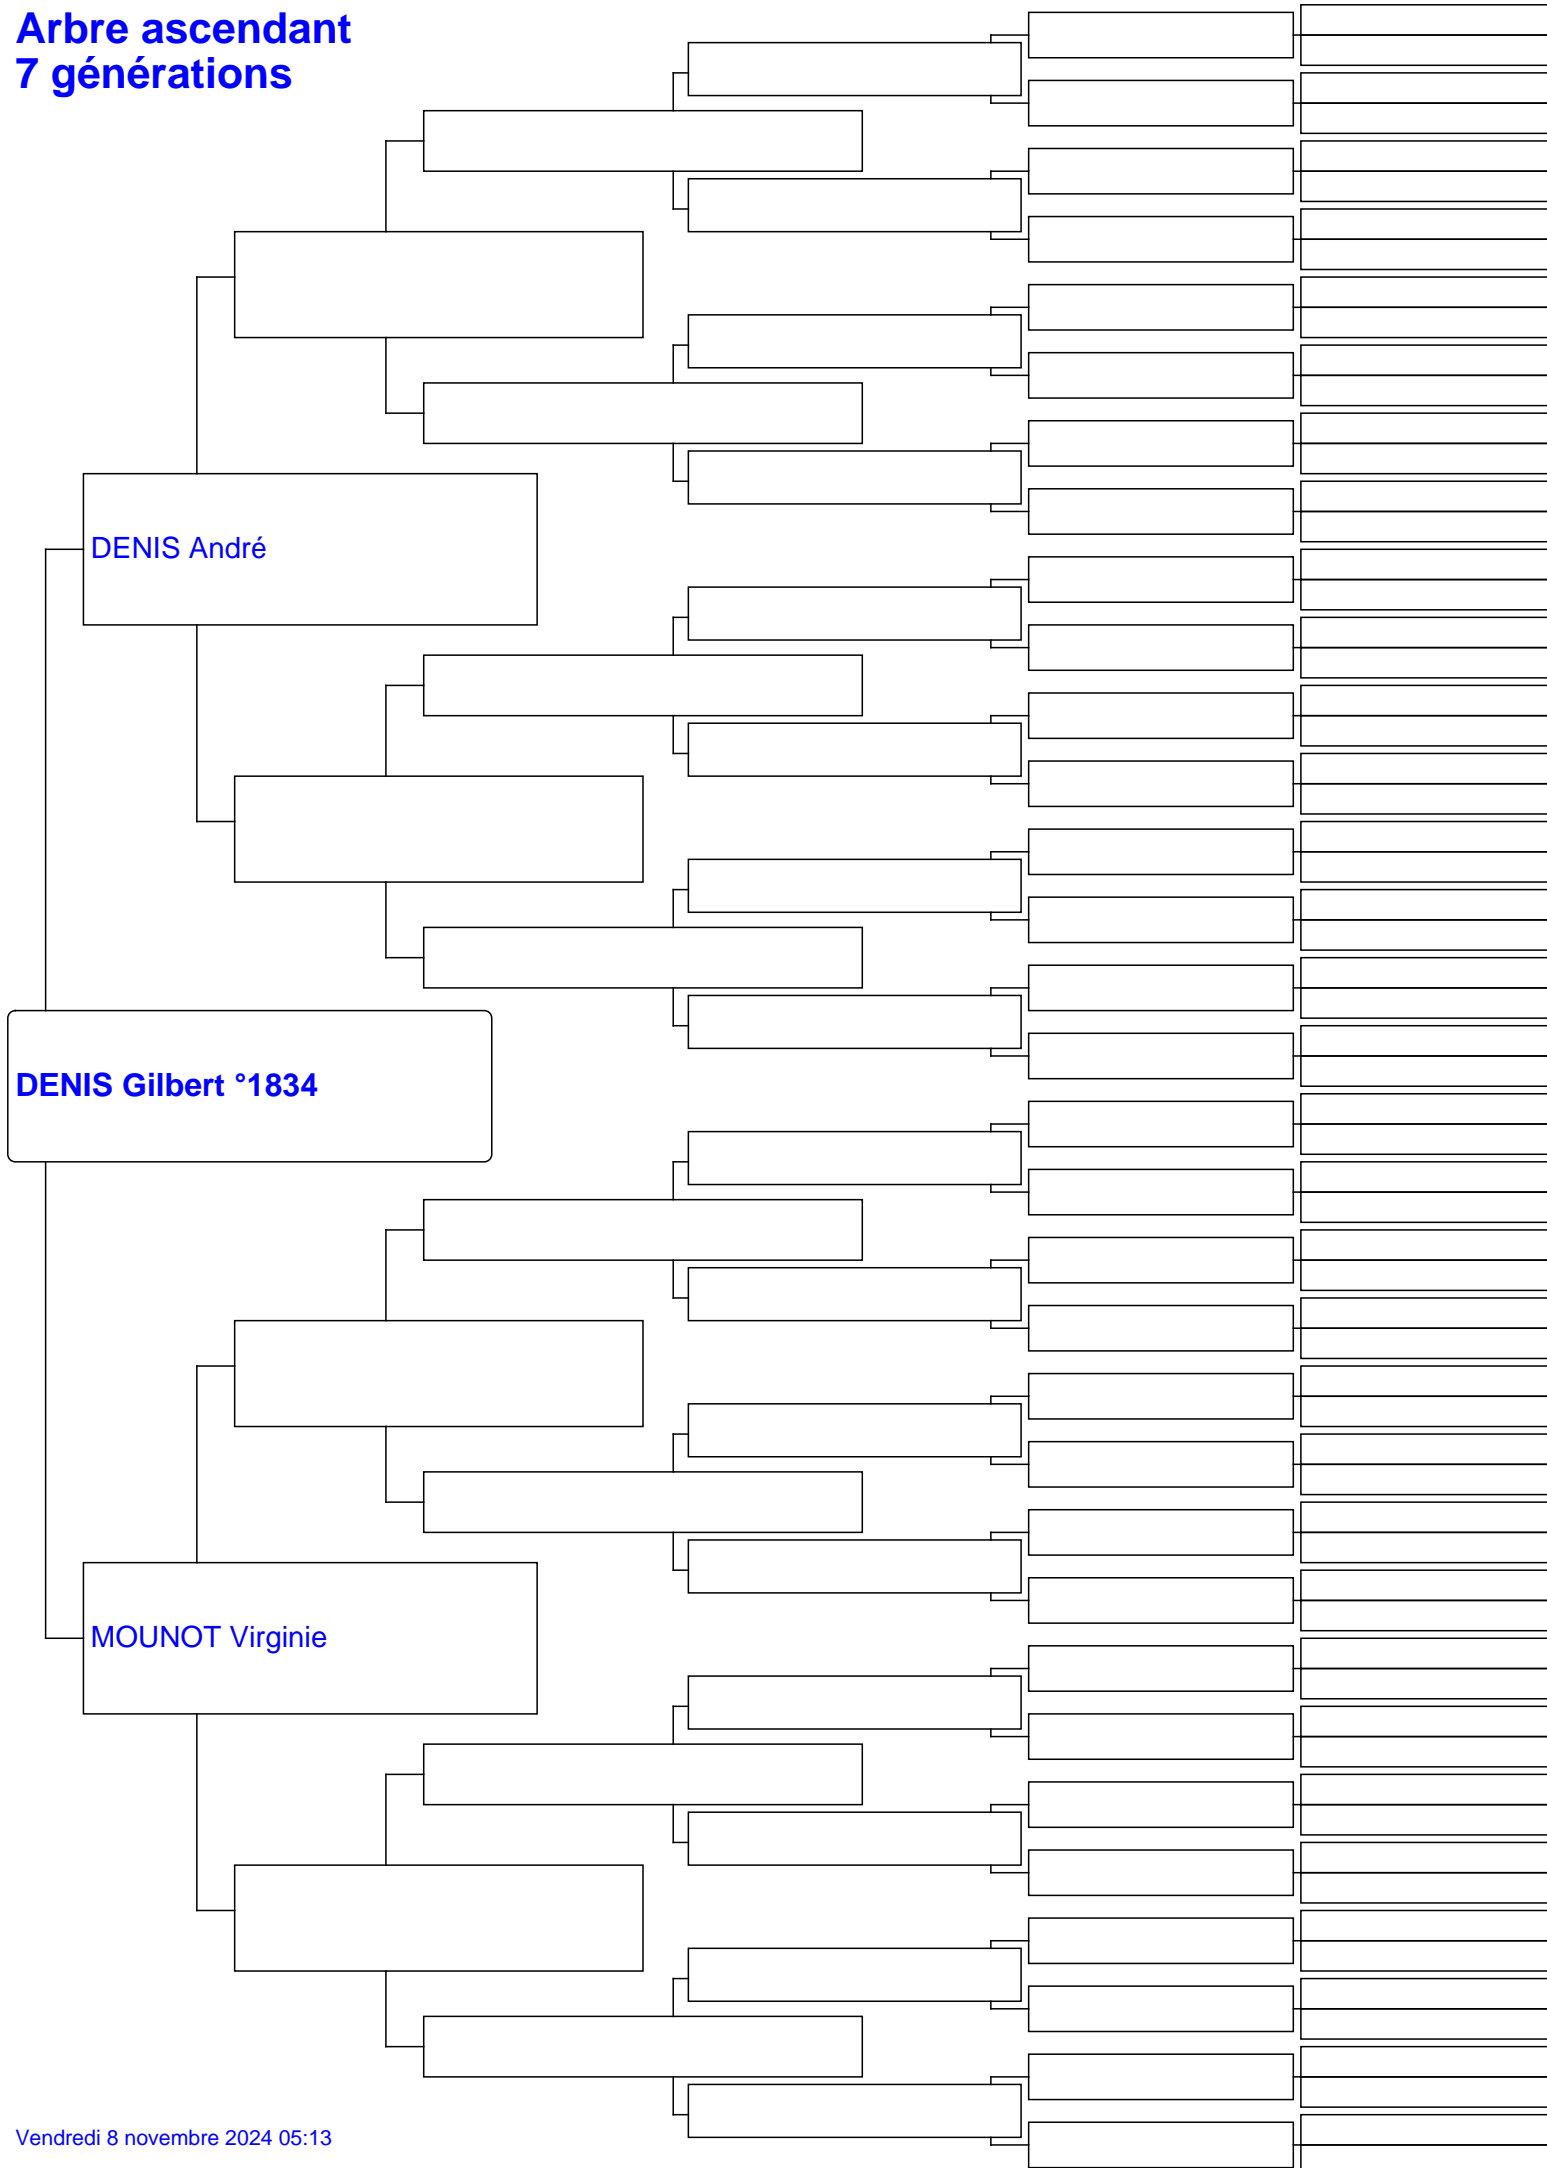 Arbre ascendant
7 générations
DENIS André
DENIS Gilbert °1834
MOUNOT Virginie
Vendredi 8 novembre 2024 05:13